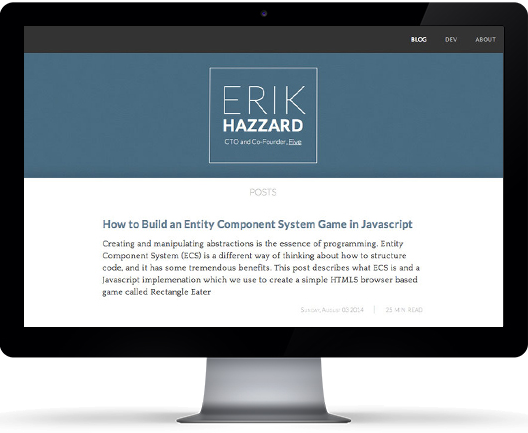 BLOG DEV ABOUT
ERIK
HAZZARD
CTO and Co-Founder, Five
POSTS
How to Build an Entity Component System Game in Javascript
Creating and manipulating abstractions is the essence of programming. Entity
Component System (ECS) is a different way of thinking about how to structure
code, and it has some tremendous benefits. This post describes what ECS is and a
Javascript implemenation which we use to create a simple HTML5 browser based
game called Rectangle Eater
Sunday, August 03 2014 25 MIN READ